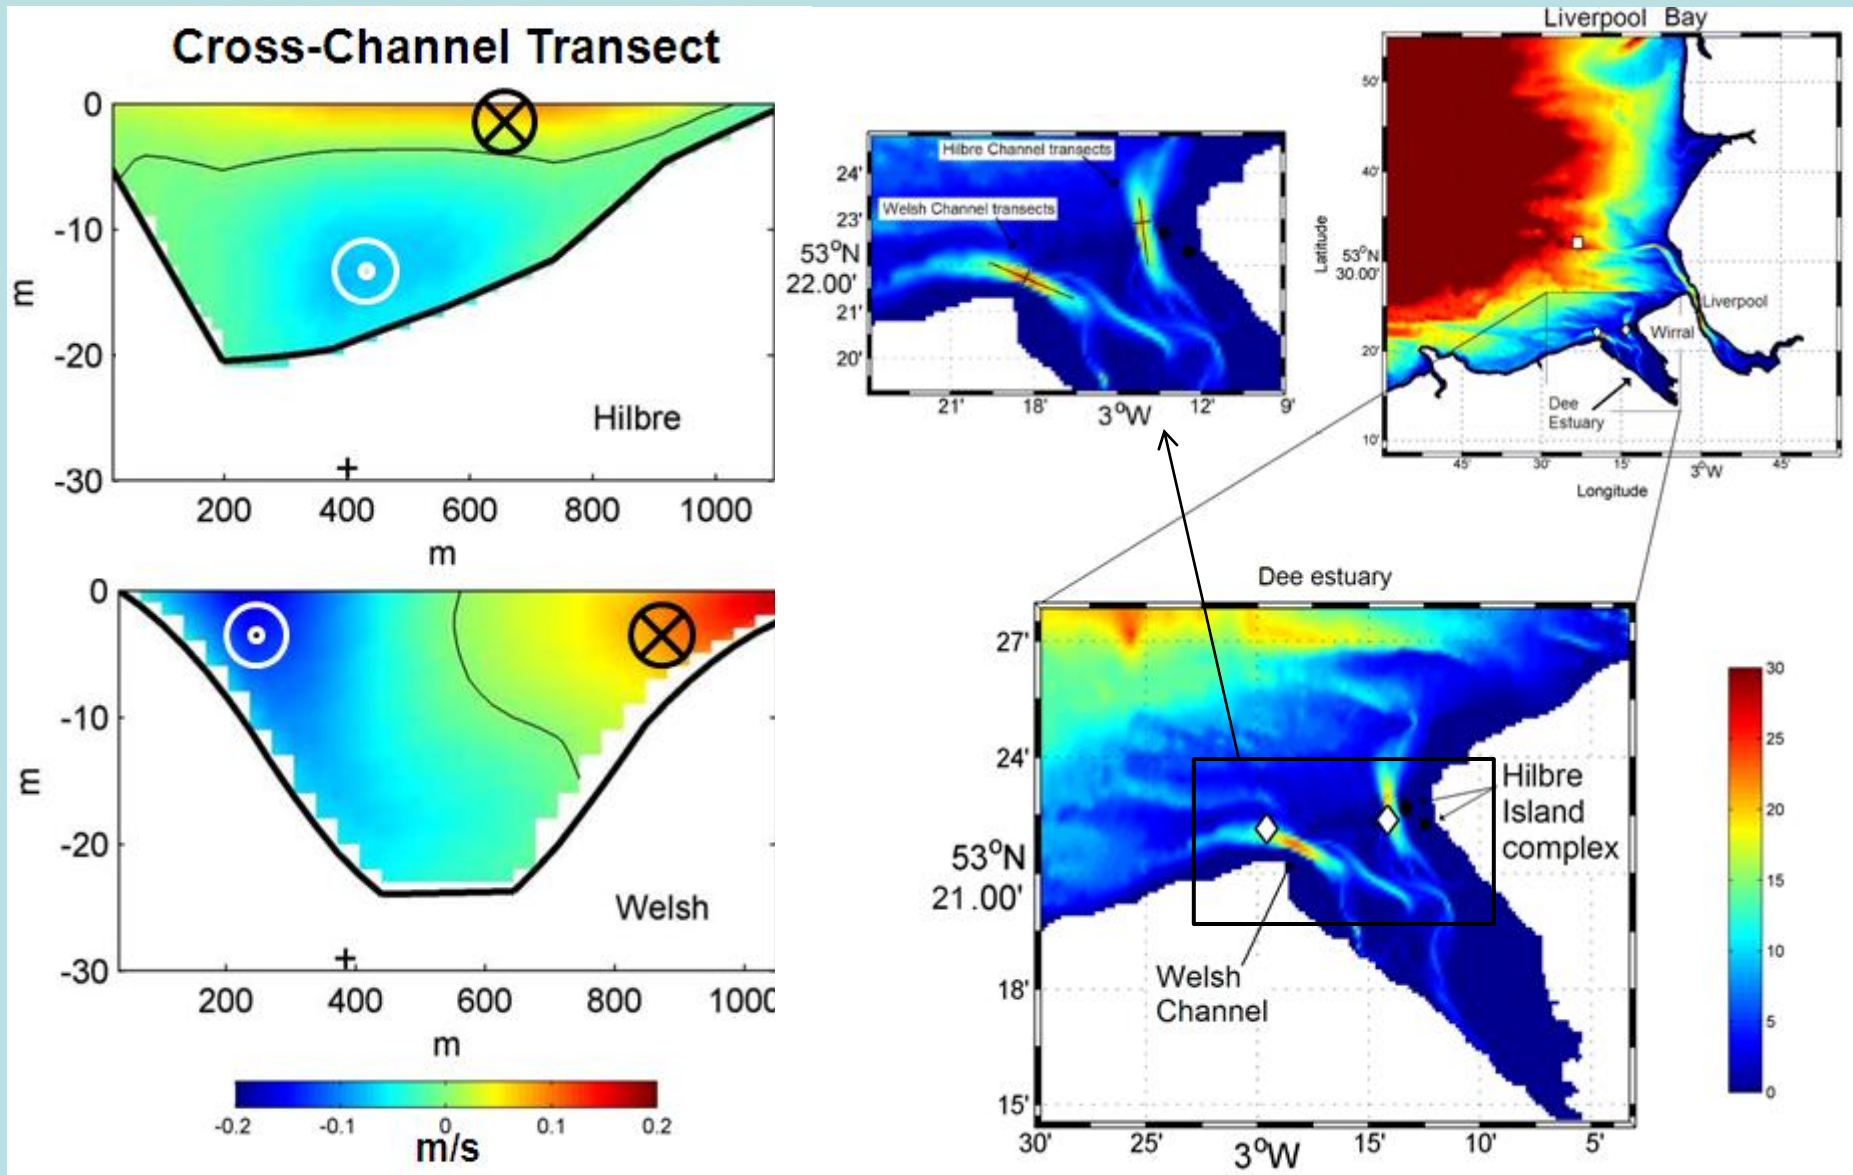 Cross-Channel Transect
0
-10
-20
-30
m
Hilbre
200
400
600
800
1000
m
0
-10
-20
-30
m
Welsh
200
400
600
800
1000
m
-0.2
-0.1
0
0.1
0.2
m/s
Hilbre Channel transects
Welsh Channel transects
24'
23'
53°N
22.00'
21'
20'
21'
18'
3°W
12'
9'
Liverpool Bay
50'
40'
Latitude
53°N
30.00'
20'
10'
Liverpool
Wirral
Dee
Estuary
45'
30'
15'
3°W
45'
Longitude
Dee estuary
27'
24'
53°N
21.00'
18'
15'
Hilbre
Island
complex
Welsh
Channel
30'
25'
3°W
15'
10'
5'
30
25
20
15
10
5
0